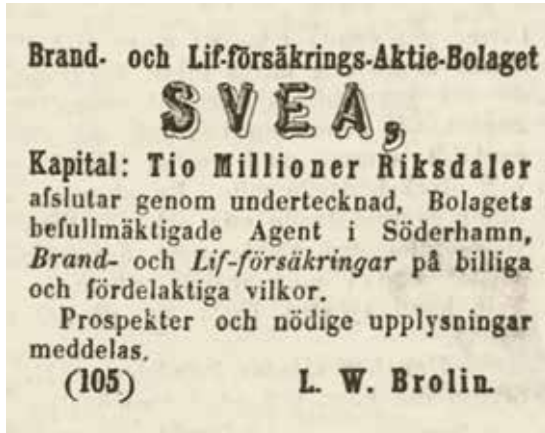 Brand- och Lif-försäkrings-Aktie-Bolaget
SVEA,
Kapital: Tio Millioner Riksdaler
afslutar genom undertecknad, Bolagets
befullmäktigade Agent i Söderhamn,
Brand- och Lif-försäkringar på billiga
och fördelaktiga vilkor.
Prospekter och nödige upplysningar
meddelas.
(105) L. W. Brolin.